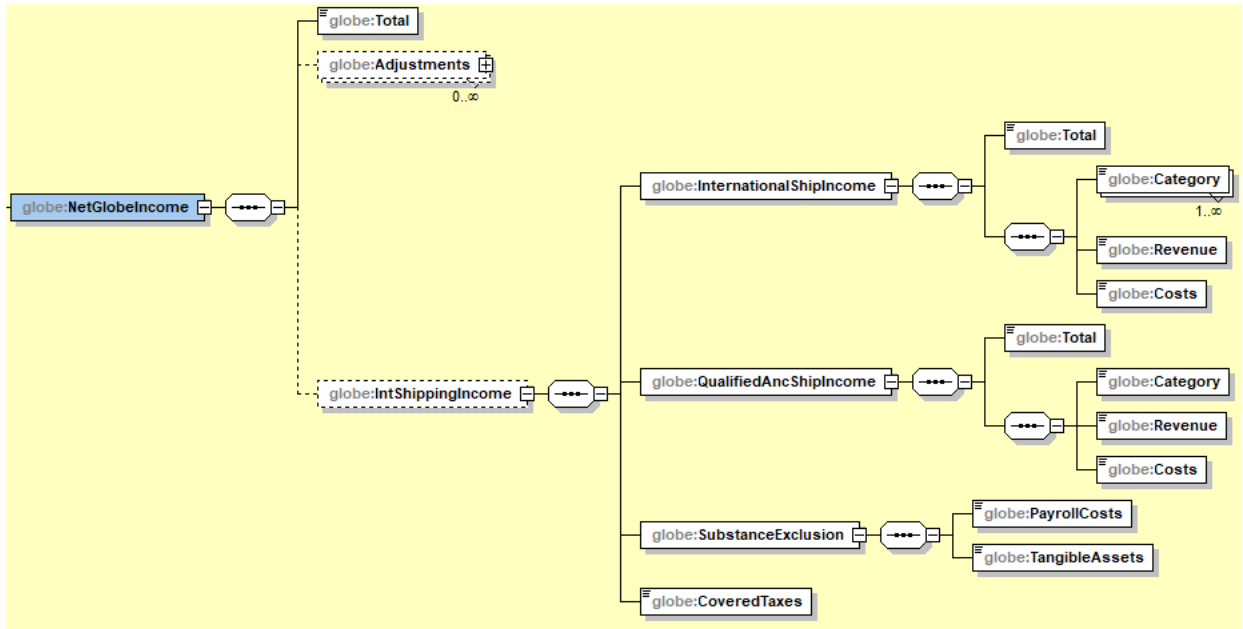 globe:Total
globe:Adjustments
0..∞
globe:NetGlobeIncome
globe:InternationalShipIncome
globe:Total
globe:Category
1..∞
globe:Revenue
globe:Costs
globe:IntShippingIncome
globe:QualifiedAncShipIncome
globe:Total
globe:Category
globe:Revenue
globe:Costs
globe:SubstanceExclusion
globe:PayrollCosts
globe:TangibleAssets
globe:CoveredTaxes